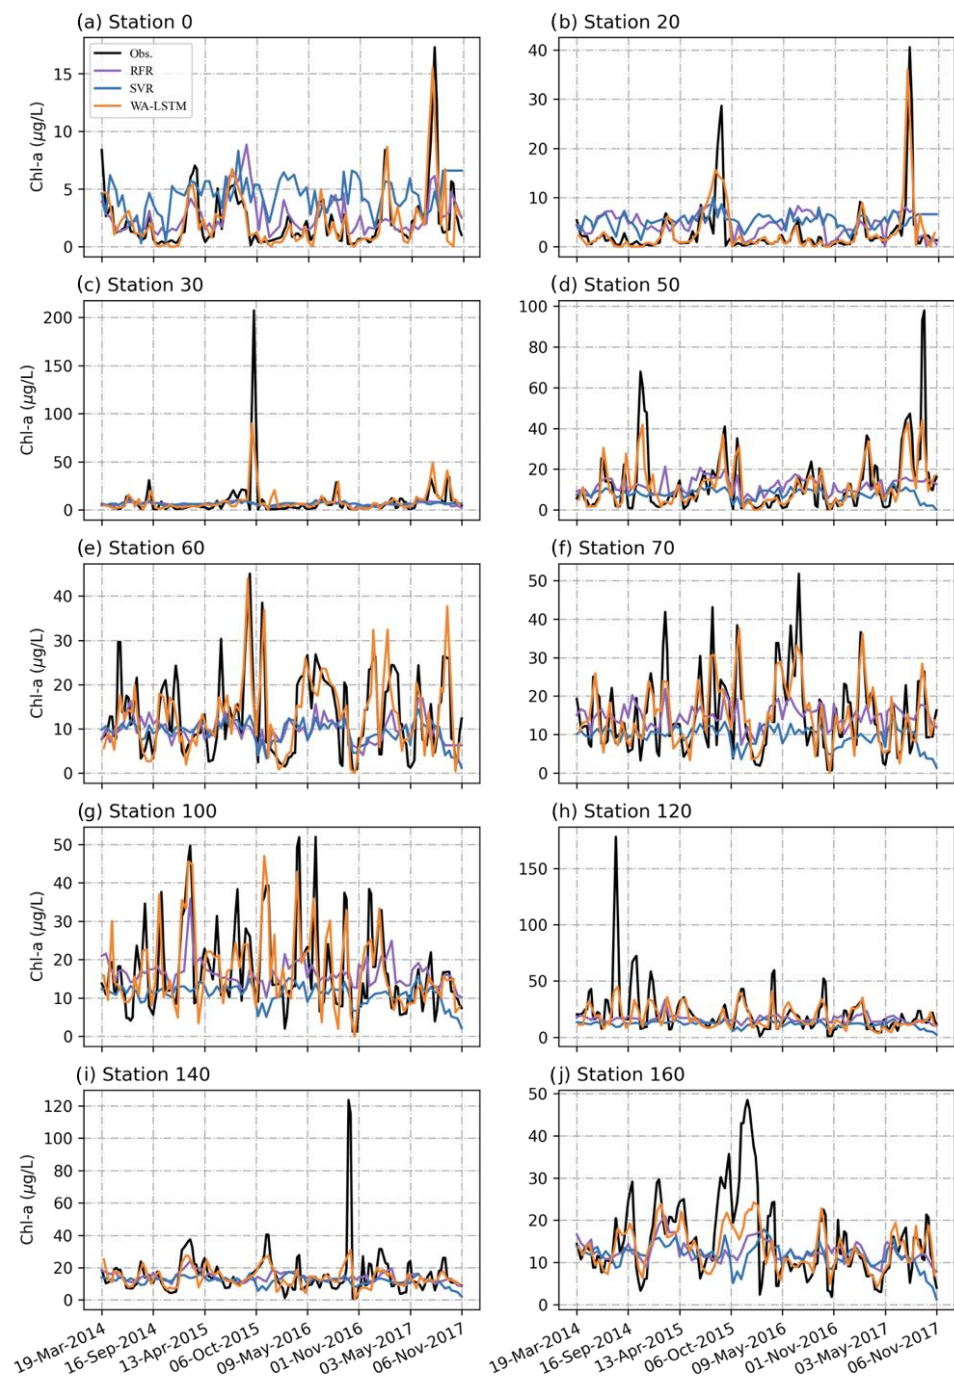 (a) Station 0
(b) Station 20
Chl-a (μg/L)
15
10
5
0
Obs.
RFR
SVR
WA-LSTM
40
30
20
10
0
(c) Station 30
(d) Station 50
Chl-a (μg/L)
200
150
100
50
0
100
80
60
40
20
0
(e) Station 60
(f) Station 70
Chl-a (μg/L)
40
30
20
10
0
50
40
30
20
10
0
(g) Station 100
(h) Station 120
Chl-a (μg/L)
50
40
30
20
10
0
150
100
50
0
(i) Station 140
(j) Station 160
Chl-a (μg/L)
120
100
80
60
40
20
0
50
40
30
20
10
0
19-Mar-2014
16-Sep-2014
13-Apr-2015
06-Oct-2015
09-May-2016
01-Nov-2016
03-May-2017
06-Nov-2017
19-Mar-2014
16-Sep-2014
13-Apr-2015
06-Oct-2015
09-May-2016
01-Nov-2016
03-May-2017
06-Nov-2017